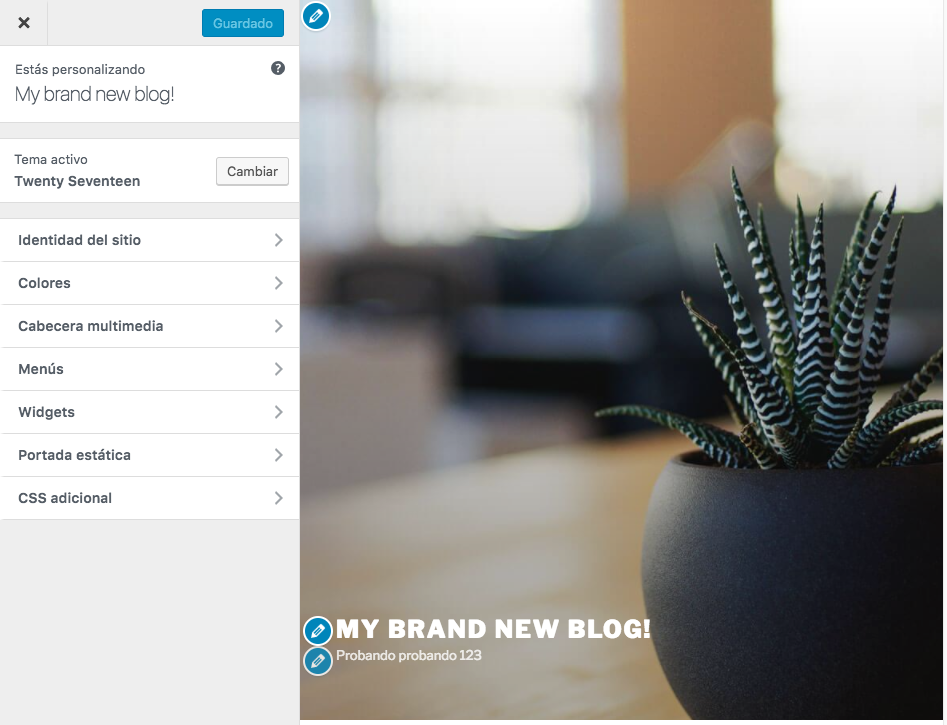 Guardado
Estás personalizando
My brand new blog!
Tema activo
Twenty Seventeen
Cambiar
Identidad del sitio
Colores
Cabecera multimedia
Menús
Widgets
Portada estática
CSS adicional
MY BRAND NEW BLOG!
Probando probando 123